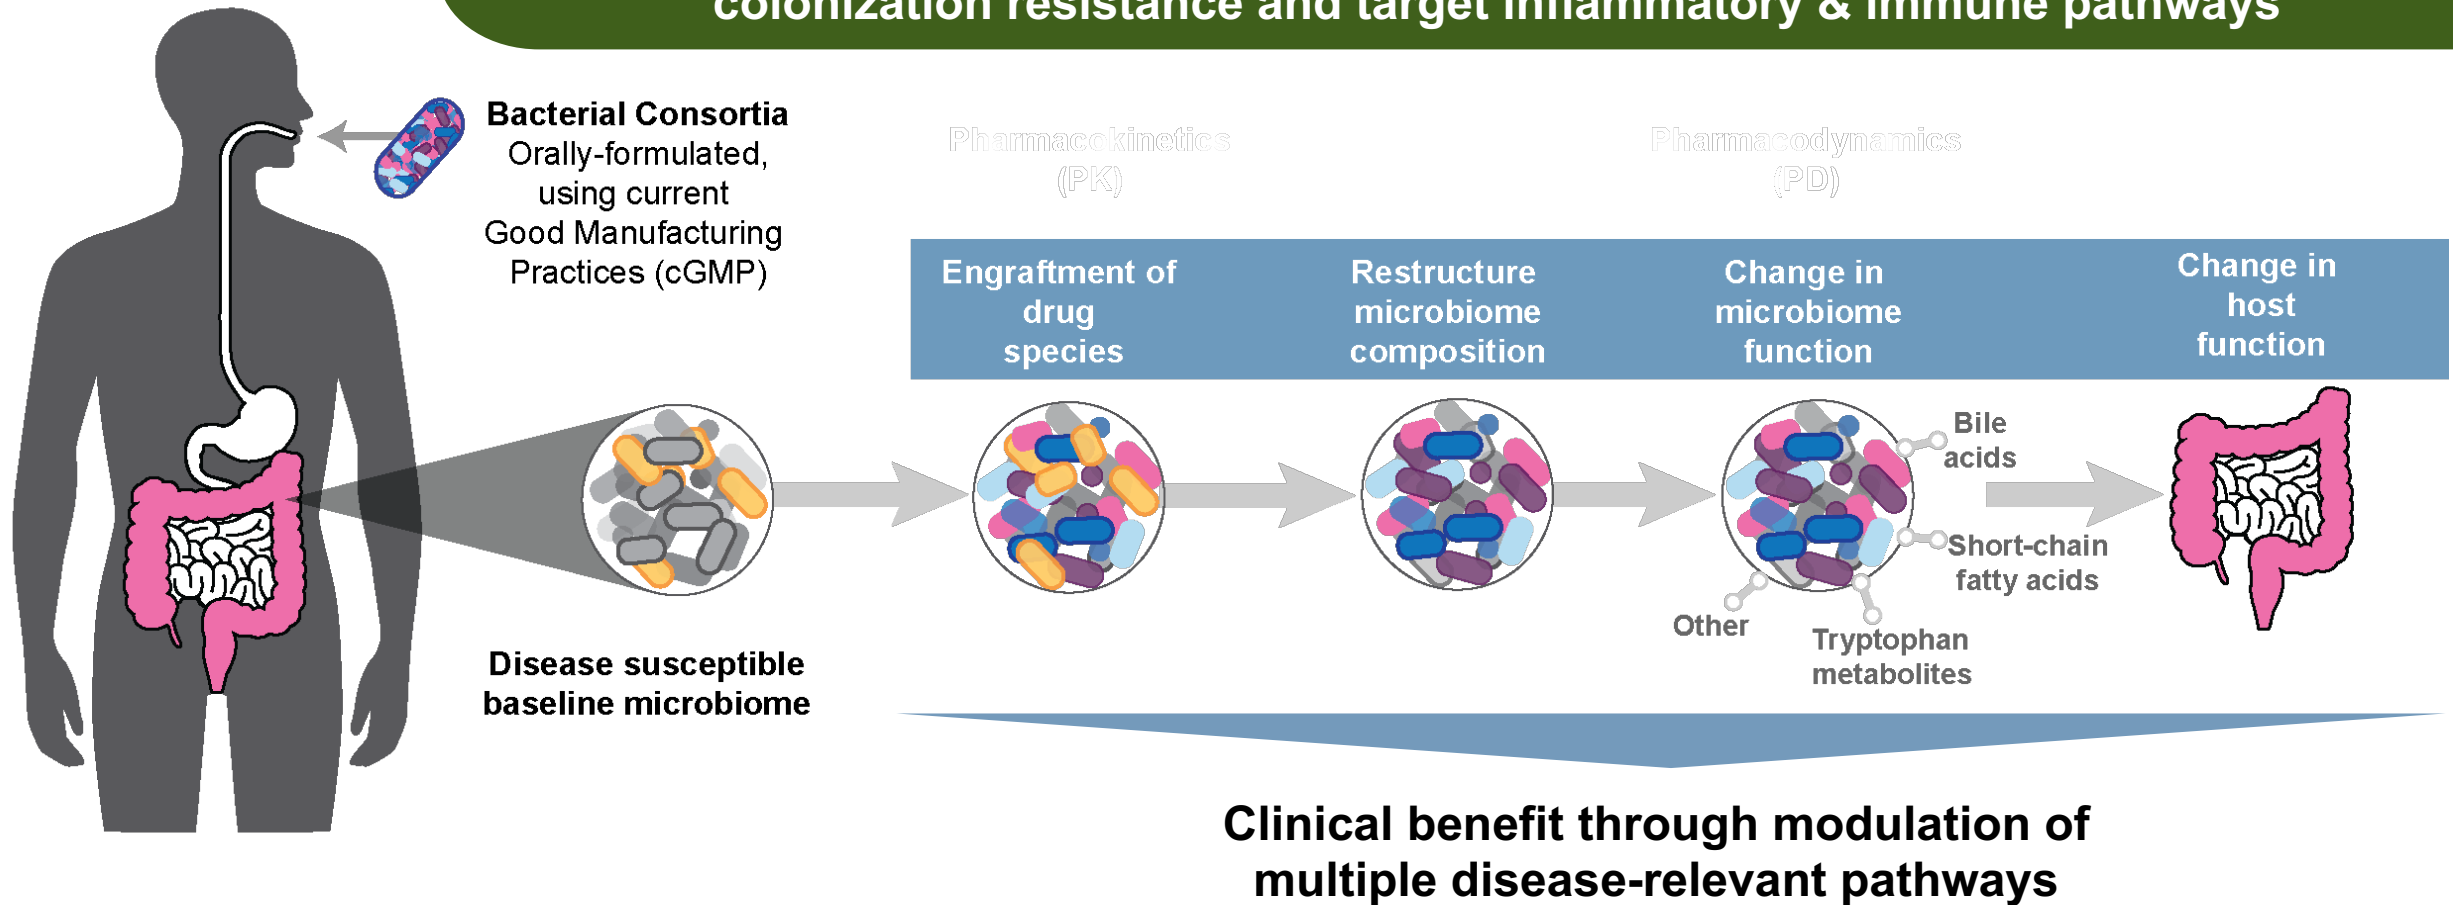 colonization resistance and target inflammatory & immune pathways
Bacterial Consortia
Orally-formulated,
using current
Good Manufacturing
Practices (cGMP)
Pharmacokinetics
(PK)
Pharmacodynamics
(PD)
Engraftment of
drug
species
Restructure
microbiome
composition
Change in
microbiome
function
Change in
host
function
Bile
acids
Short-chain
fatty acids
Other
Tryptophan
metabolites
Disease susceptible
baseline microbiome
Clinical benefit through modulation of
multiple disease-relevant pathways